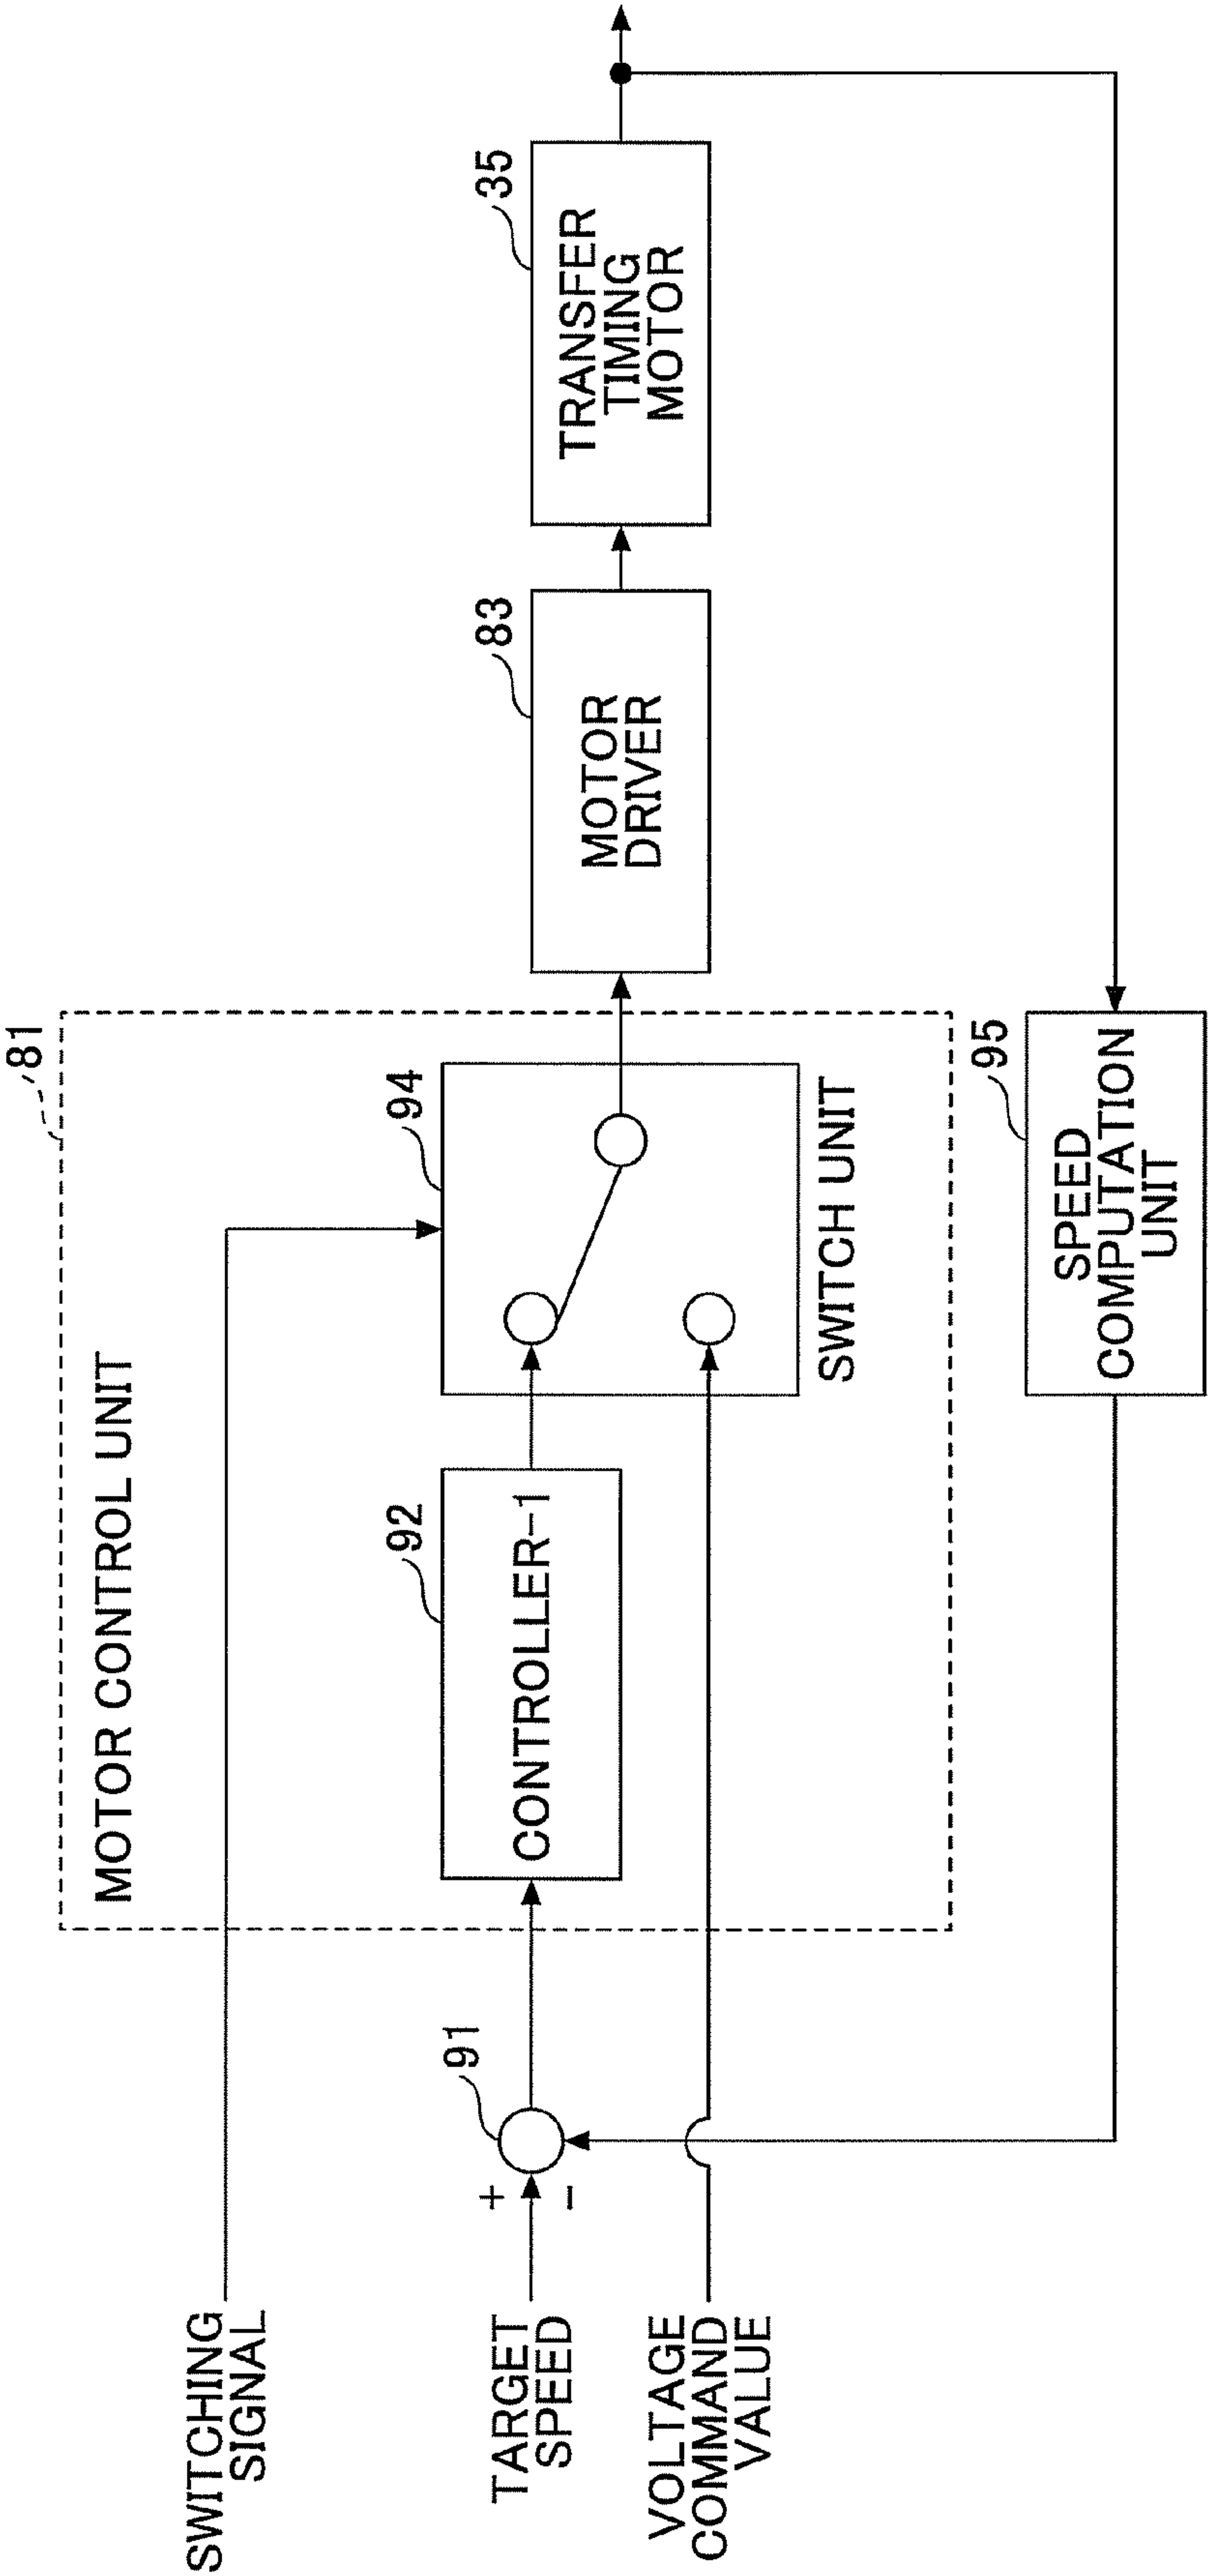 81
MOTOR CONTROL UNIT
SWITCHING
SIGNAL
TARGET
SPEED
+
−
91
92
CONTROLLER-1
94
SWITCH UNIT
VOLTAGE
COMMAND
VALUE
83
MOTOR
DRIVER
35
TRANSFER
TIMING
MOTOR
95
SPEED
COMPUTATION
UNIT